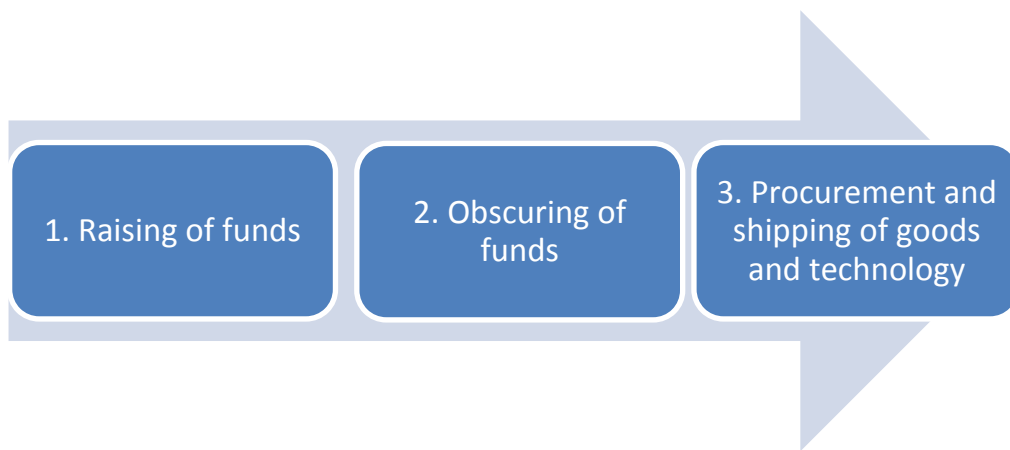 1. Raising of funds
2. Obscuring of
funds
3. Procurement and
shipping of goods
and technology